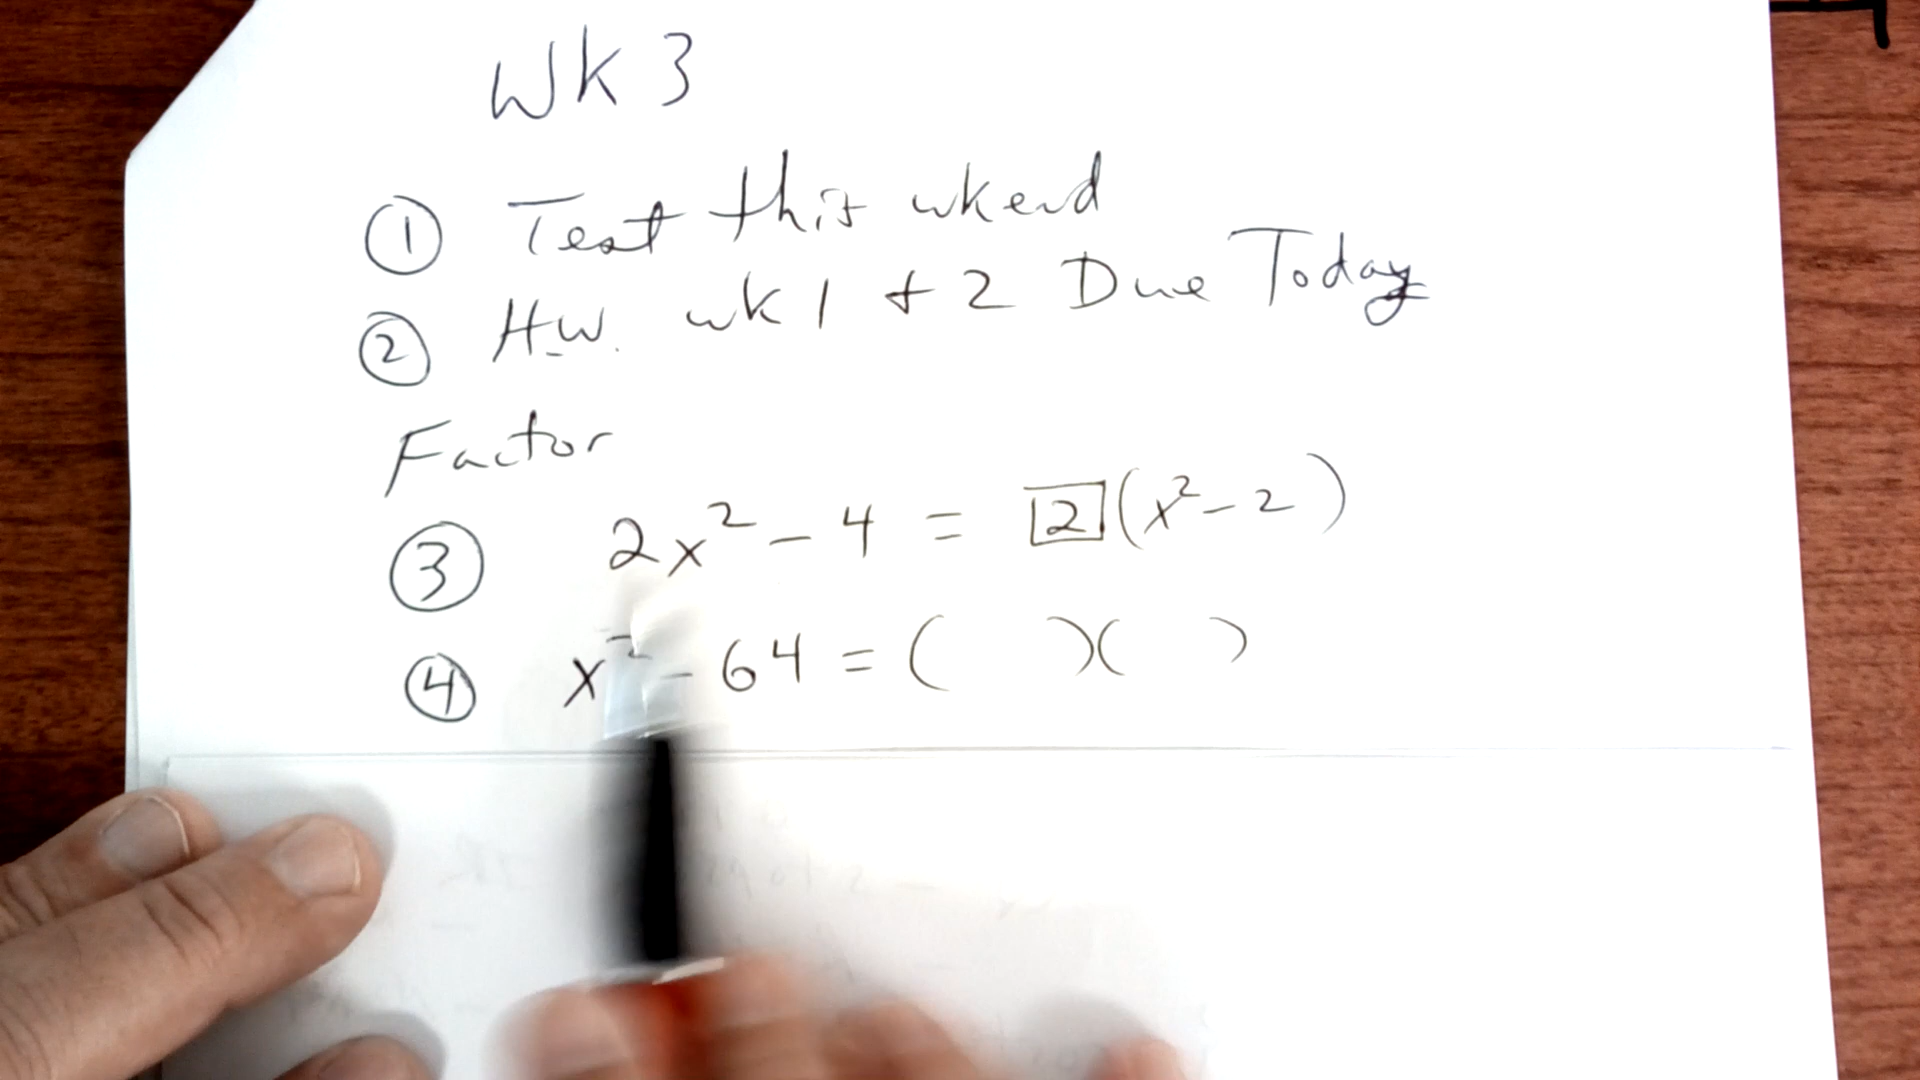 Wk 3
① Test this wkend
② H.W. wk 1 + 2 Due Today
Factor
③ 2x² - 4 = 2(x² - 2)
④ x² - 64 = ( )( )